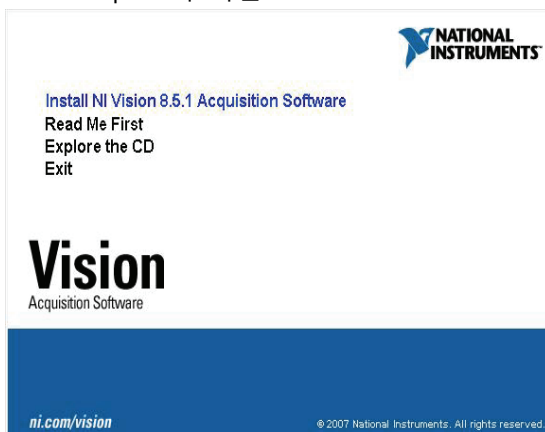 NATIONAL
INSTRUMENTS™
Install NI Vision 8.5.1 Acquisition Software
Read Me First
Explore the CD
Exit
Vision
Acquisition Software
ni.com/vision
© 2007 National Instruments. All rights reserved.